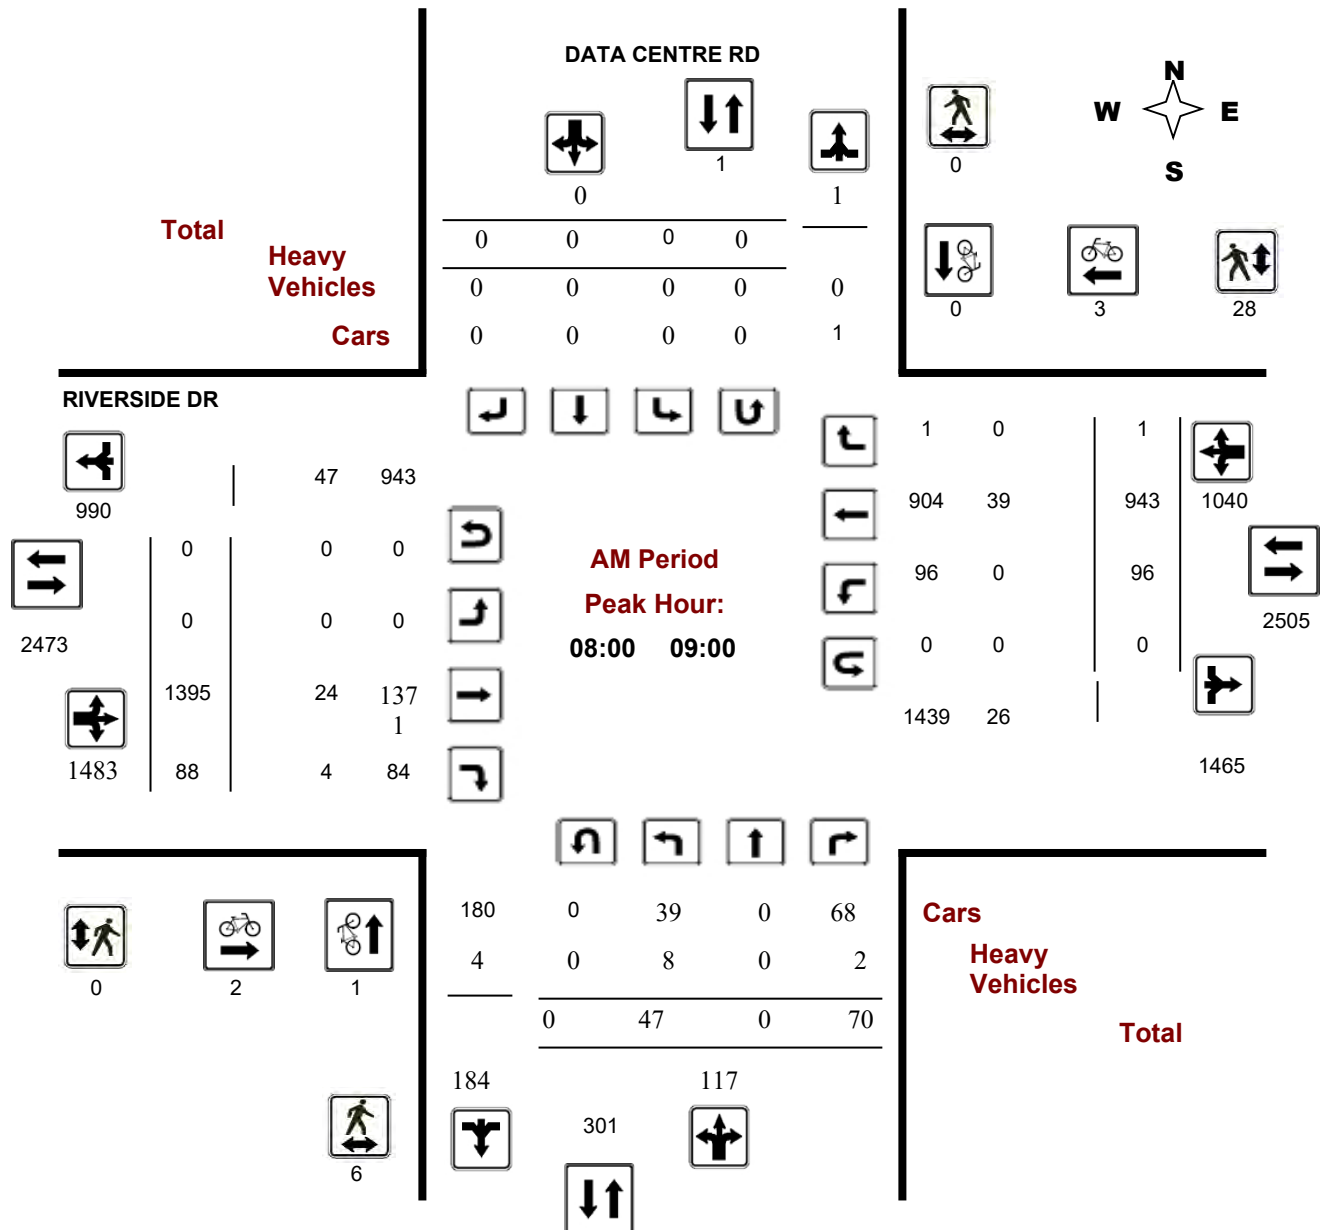 DATA CENTRE RD
N
W E
S
1
0
0 1
Total 0 0 0 0
Heavy
Vehicles 0 0 0 0 0
0 3 28
Cars 0 0 0 0 1
RIVERSIDE DR
1 0 1
47 943
990
904 39 943 1040
0 0 0
AM Period
96 0 96
Peak Hour:
0 0 0
2473
08:00 09:00
2505
0 0 0
1395 24 137
1
1439 26
1483 88 4 84
1465
180 0 39 0 68
Cars
4 0 8 0 2
Heavy
Vehicles
0 2 1
0 47 0 70
Total
184 117
301
6